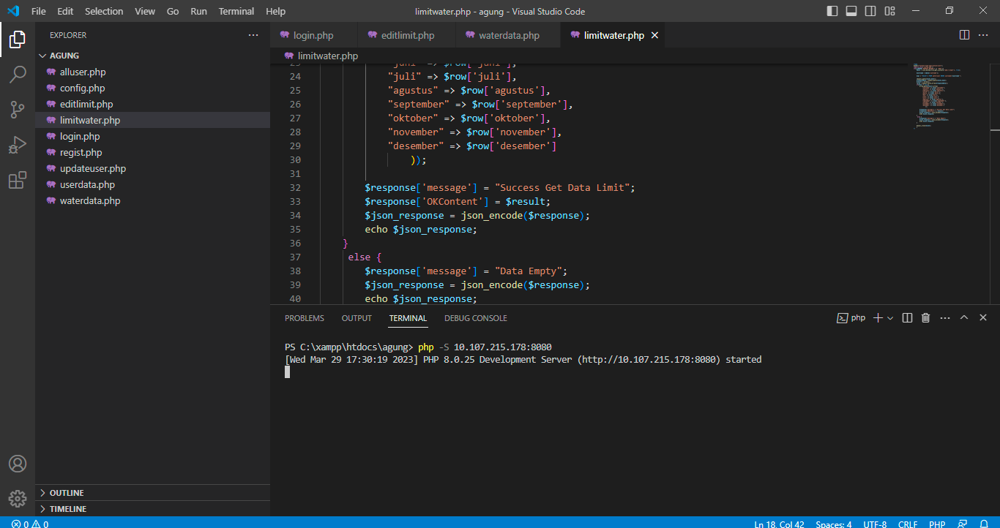 File Edit Selection View Go Run Terminal Help limitwater.php - agung - Visual Studio Code
EXPLORER
AGUNG
alluser.php
config.php
editlimit.php
limitwater.php
login.php
regist.php
updateuser.php
userdata.php
waterdata.php
OUTLINE
TIMELINE
login.php editlimit.php waterdata.php limitwater.php
limitwater.php
23 "juni" => $row['juni'],
24 "juli" => $row['juli'],
25 "agustus" => $row['agustus'],
26 "september" => $row['september'],
27 "oktober" => $row['oktober'],
28 "november" => $row['november'],
29 "desember" => $row['desember']
30 ));
31
32 $response['message'] = "Success Get Data Limit";
33 $response['OKContent'] = $result;
34 $json_response = json_encode($response);
35 echo $json_response;
36 }
37 else {
38 $response['message'] = "Data Empty";
39 $json_response = json_encode($response);
40 echo $json_response;
PROBLEMS OUTPUT TERMINAL DEBUG CONSOLE php
PS C:\xampp\htdocs\agung> php -S 10.107.215.178:8080
[Wed Mar 29 17:30:19 2023] PHP 8.0.25 Development Server (http://10.107.215.178:8080) started
0 0 Ln 18, Col 42 Spaces: 4 UTF-8 CRLF PHP